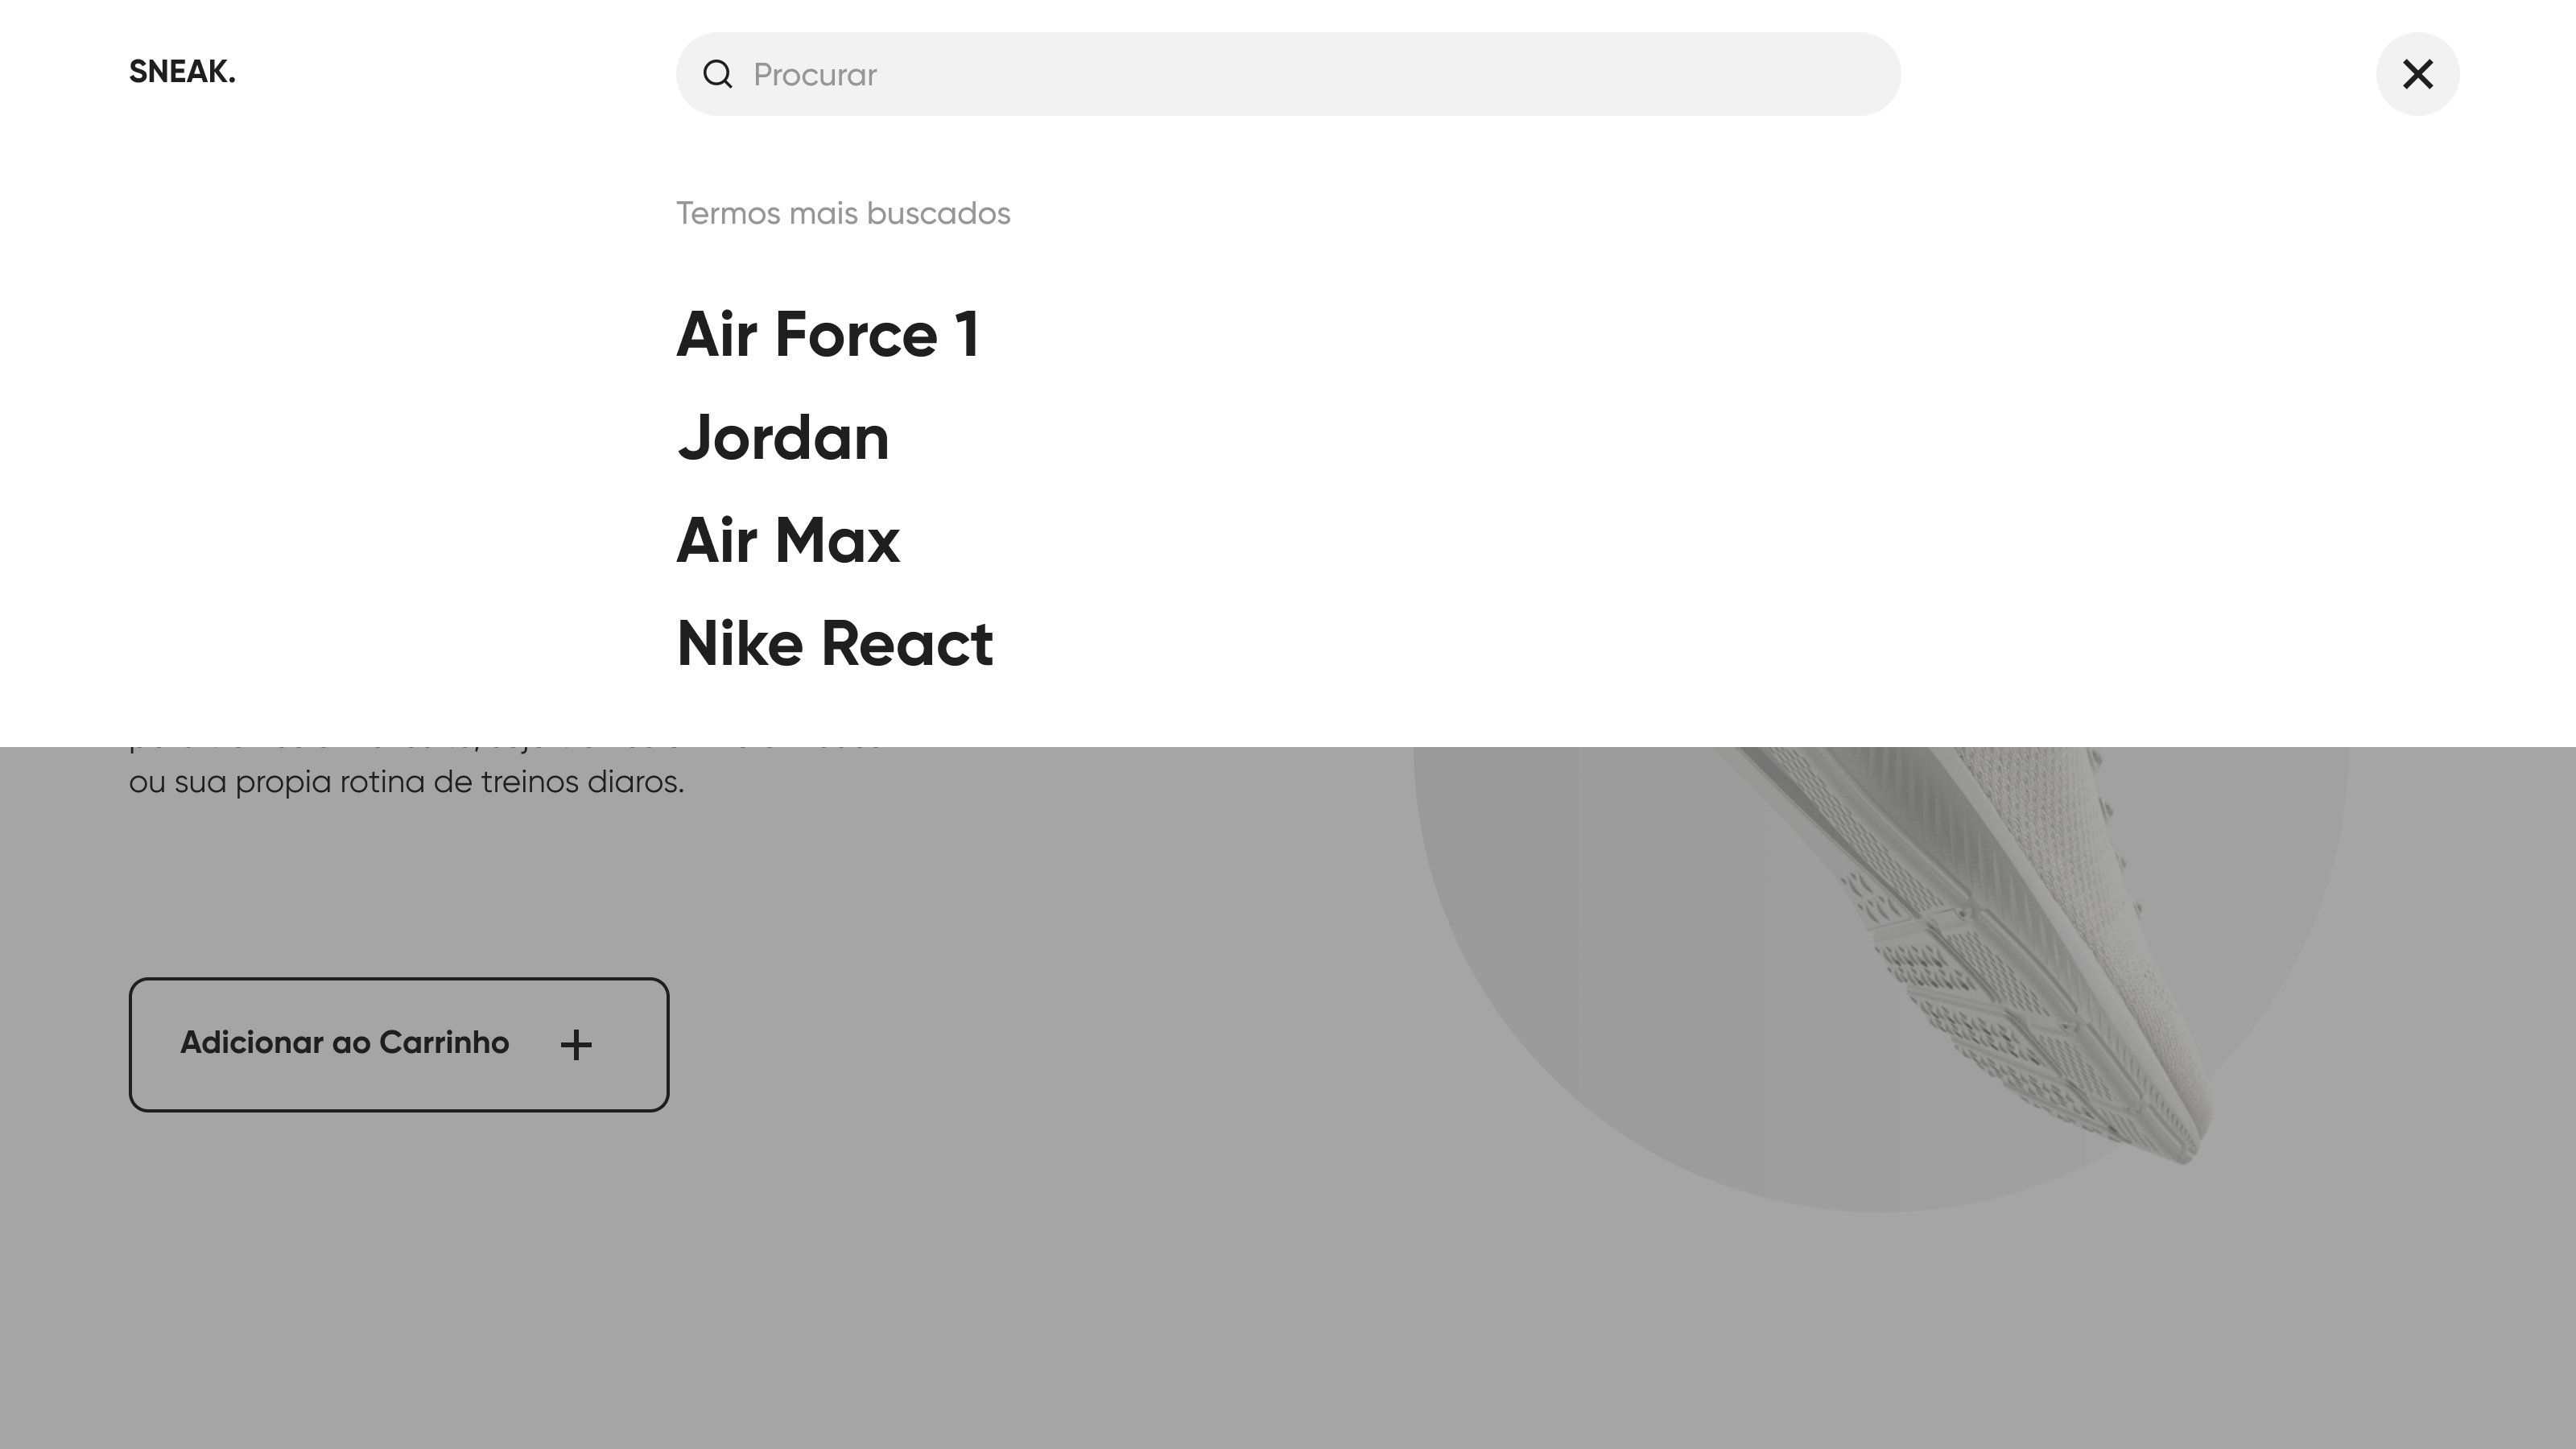 SNEAK.
Procurar
Termos mais buscados
Air Force 1
Jordan
Air Max
Nike React
ou sua propia rotina de treinos diaros.
Adicionar ao Carrinho